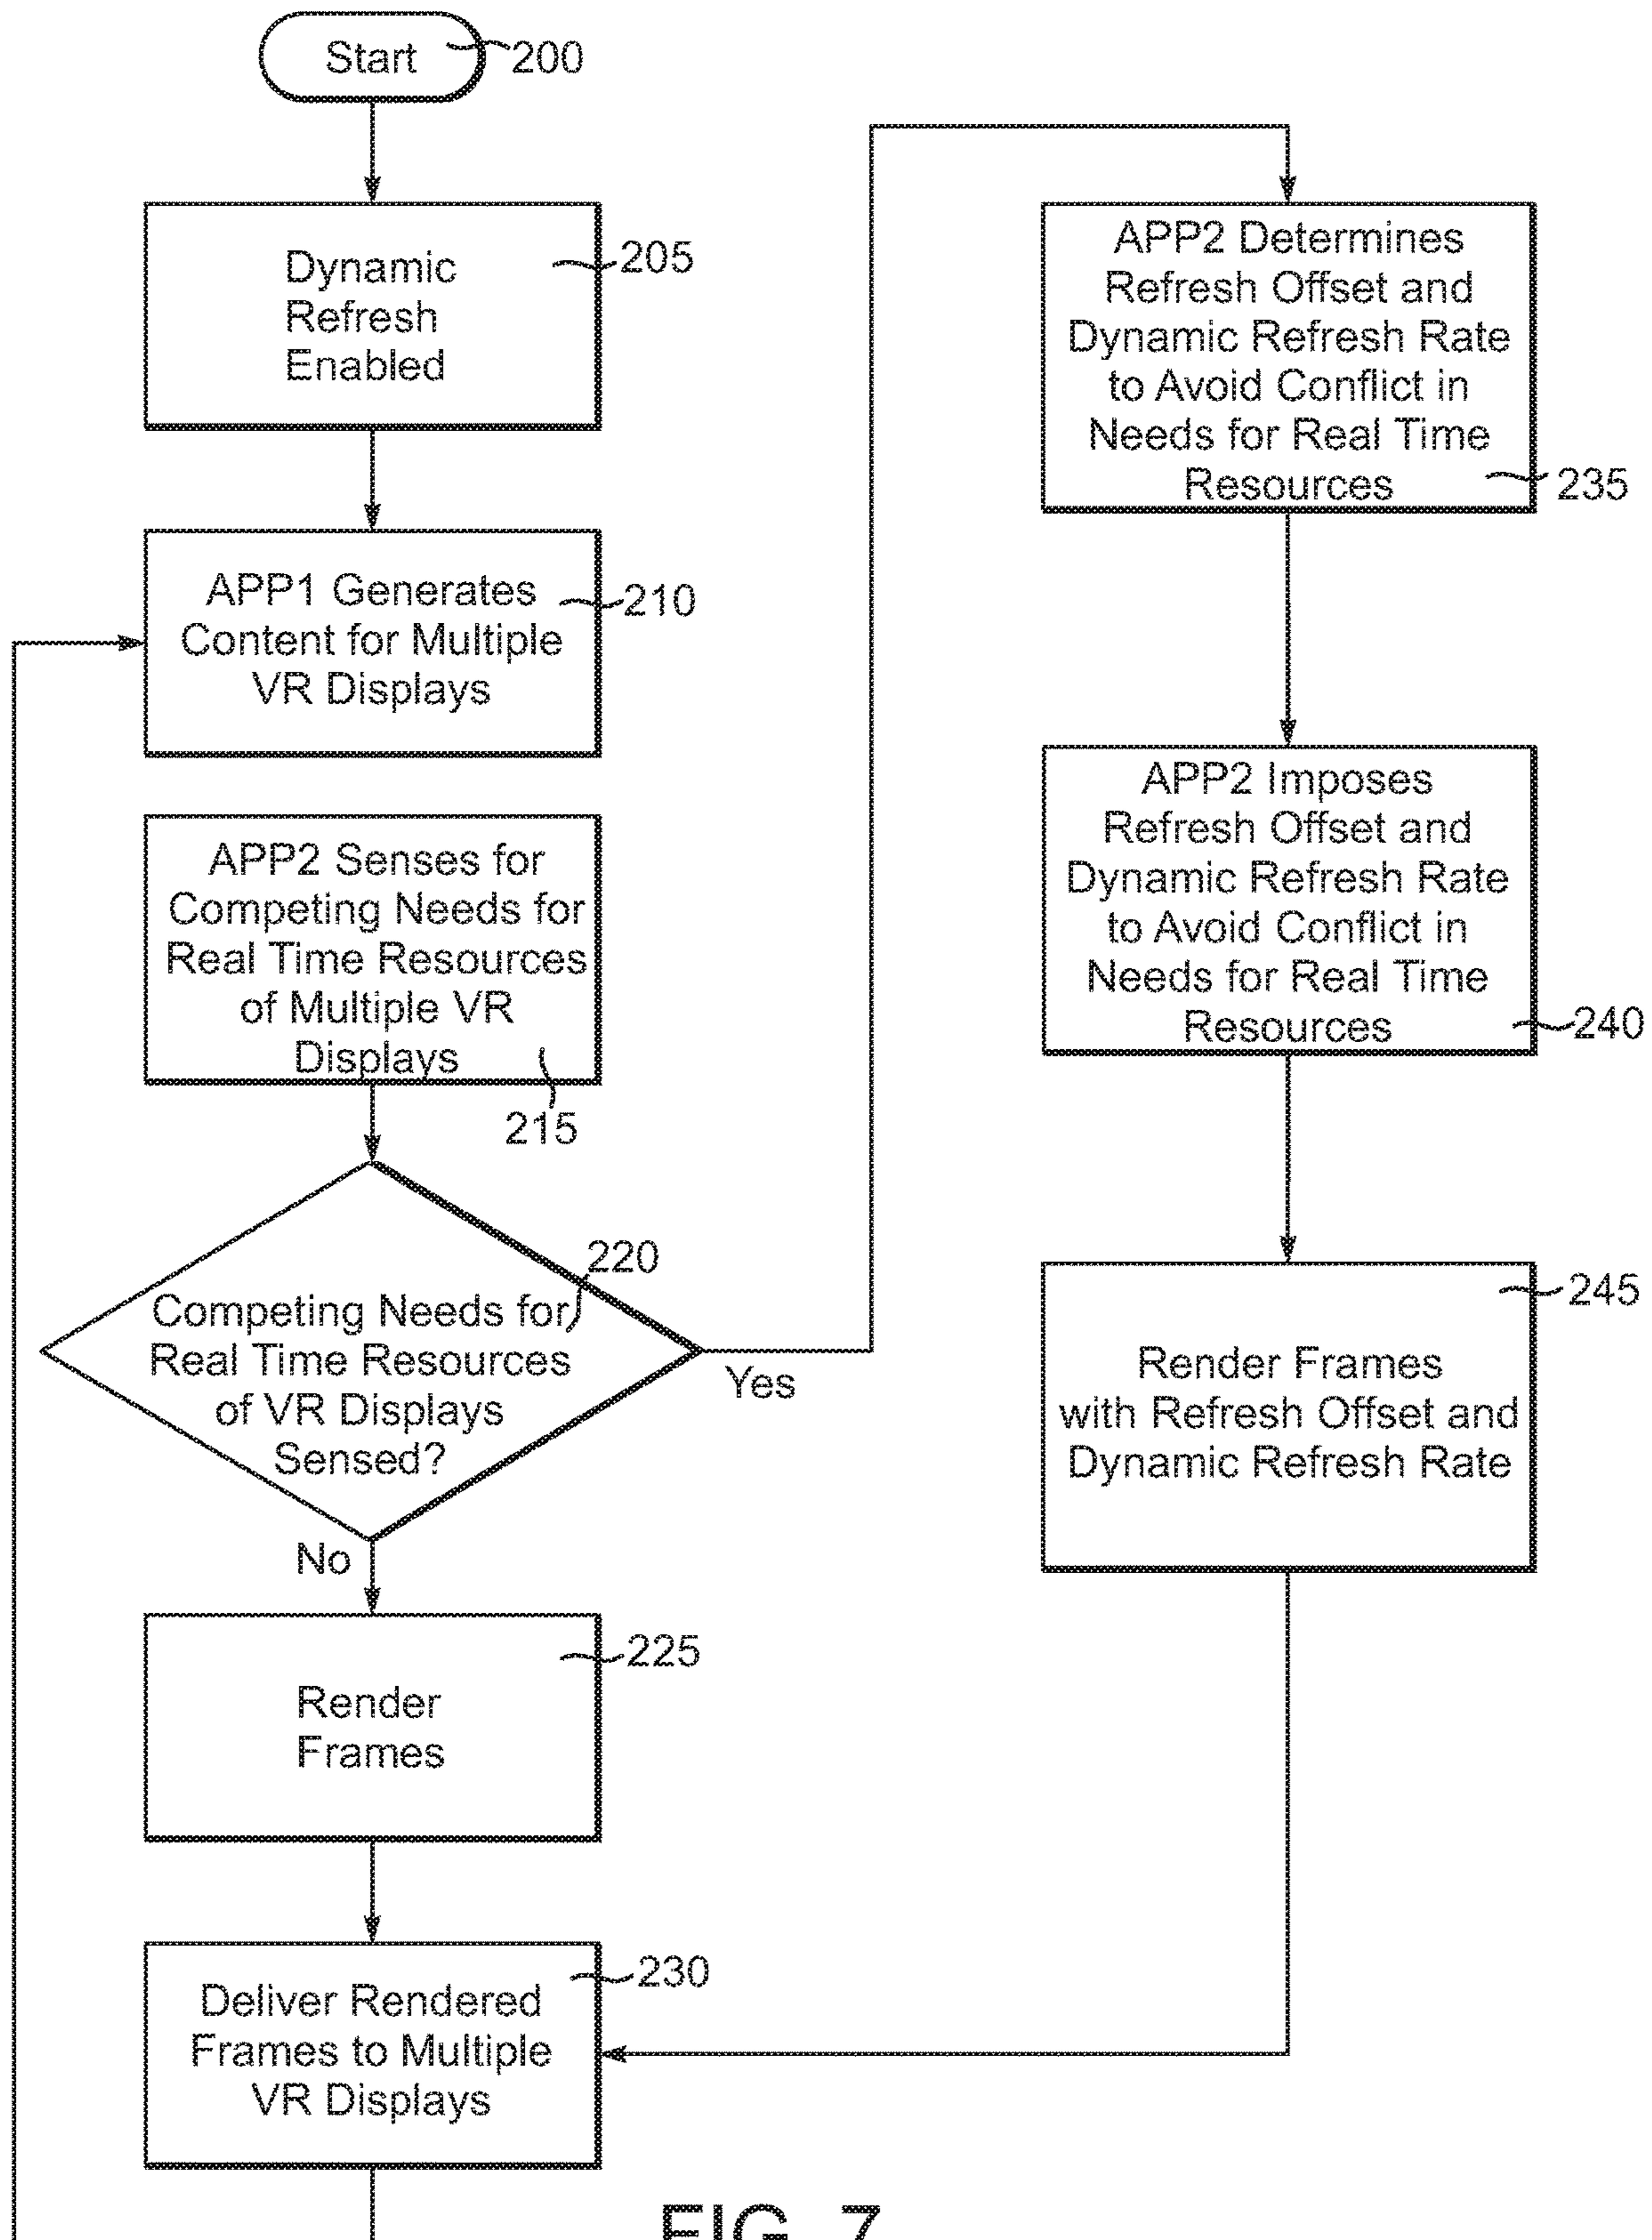 Start
200
Dynamic
Refresh
Enabled
205
APP1 Generates
Content for Multiple
VR Displays
210
APP2 Senses for
Competing Needs for
Real Time Resources
of Multiple VR
Displays
215
220
Competing Needs for
Real Time Resources
of VR Displays
Sensed?
Yes
No
Render
Frames
225
Deliver Rendered
Frames to Multiple
VR Displays
230
APP2 Determines
Refresh Offset and
Dynamic Refresh Rate
to Avoid Conflict in
Needs for Real Time
Resources
235
APP2 Imposes
Refresh Offset and
Dynamic Refresh Rate
to Avoid Conflict in
Needs for Real Time
Resources
240
245
Render Frames
with Refresh Offset and
Dynamic Refresh Rate
FIG. 7